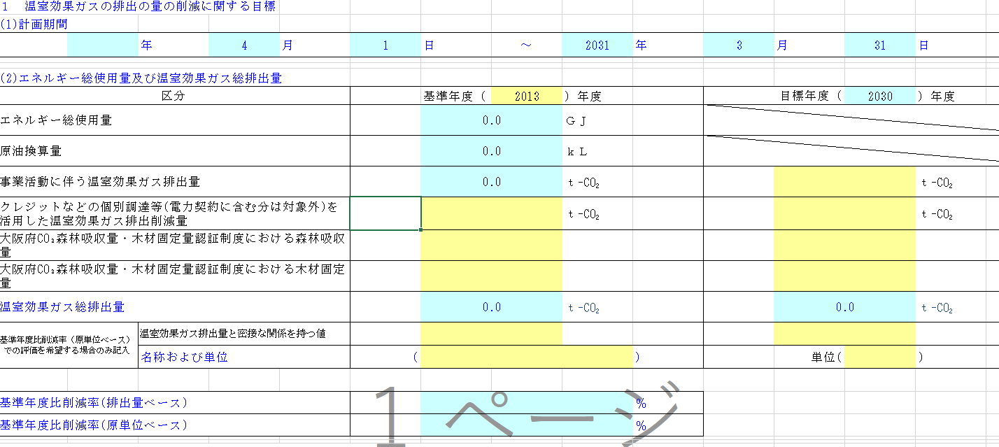 1 温室効果ガスの排出の量の削減に関する目標
(1)計画期間
年 4 月 1 日 ～ 2031 年 3 月 31 日
(2)エネルギー総使用量及び温室効果ガス総排出量
区分 基準年度（ 2013 ）年度 目標年度（ 2030 ）年度
エネルギー総使用量 0.0 ＧＪ
原油換算量 0.0 ｋＬ
事業活動に伴う温室効果ガス排出量 0.0 ｔ-CO₂ ｔ-CO₂
クレジットなどの個別調達等(電力契約に含む分は対象外)を
活用した温室効果ガス排出削減量 ｔ-CO₂ ｔ-CO₂
大阪府CO₂森林吸収量・木材固定量認証制度における森林吸収
量
大阪府CO₂森林吸収量・木材固定量認証制度における木材固定
量
温室効果ガス総排出量 0.0 ｔ-CO₂ 0.0 ｔ-CO₂
基準年度比削減率（原単位ベース）
での評価を希望する場合のみ記入
温室効果ガス排出量と密接な関係を持つ値
名称および単位 ( ) 単位( )
基準年度比削減率(排出量ベース) %
基準年度比削減率(原単位ベース) %
1 ページ